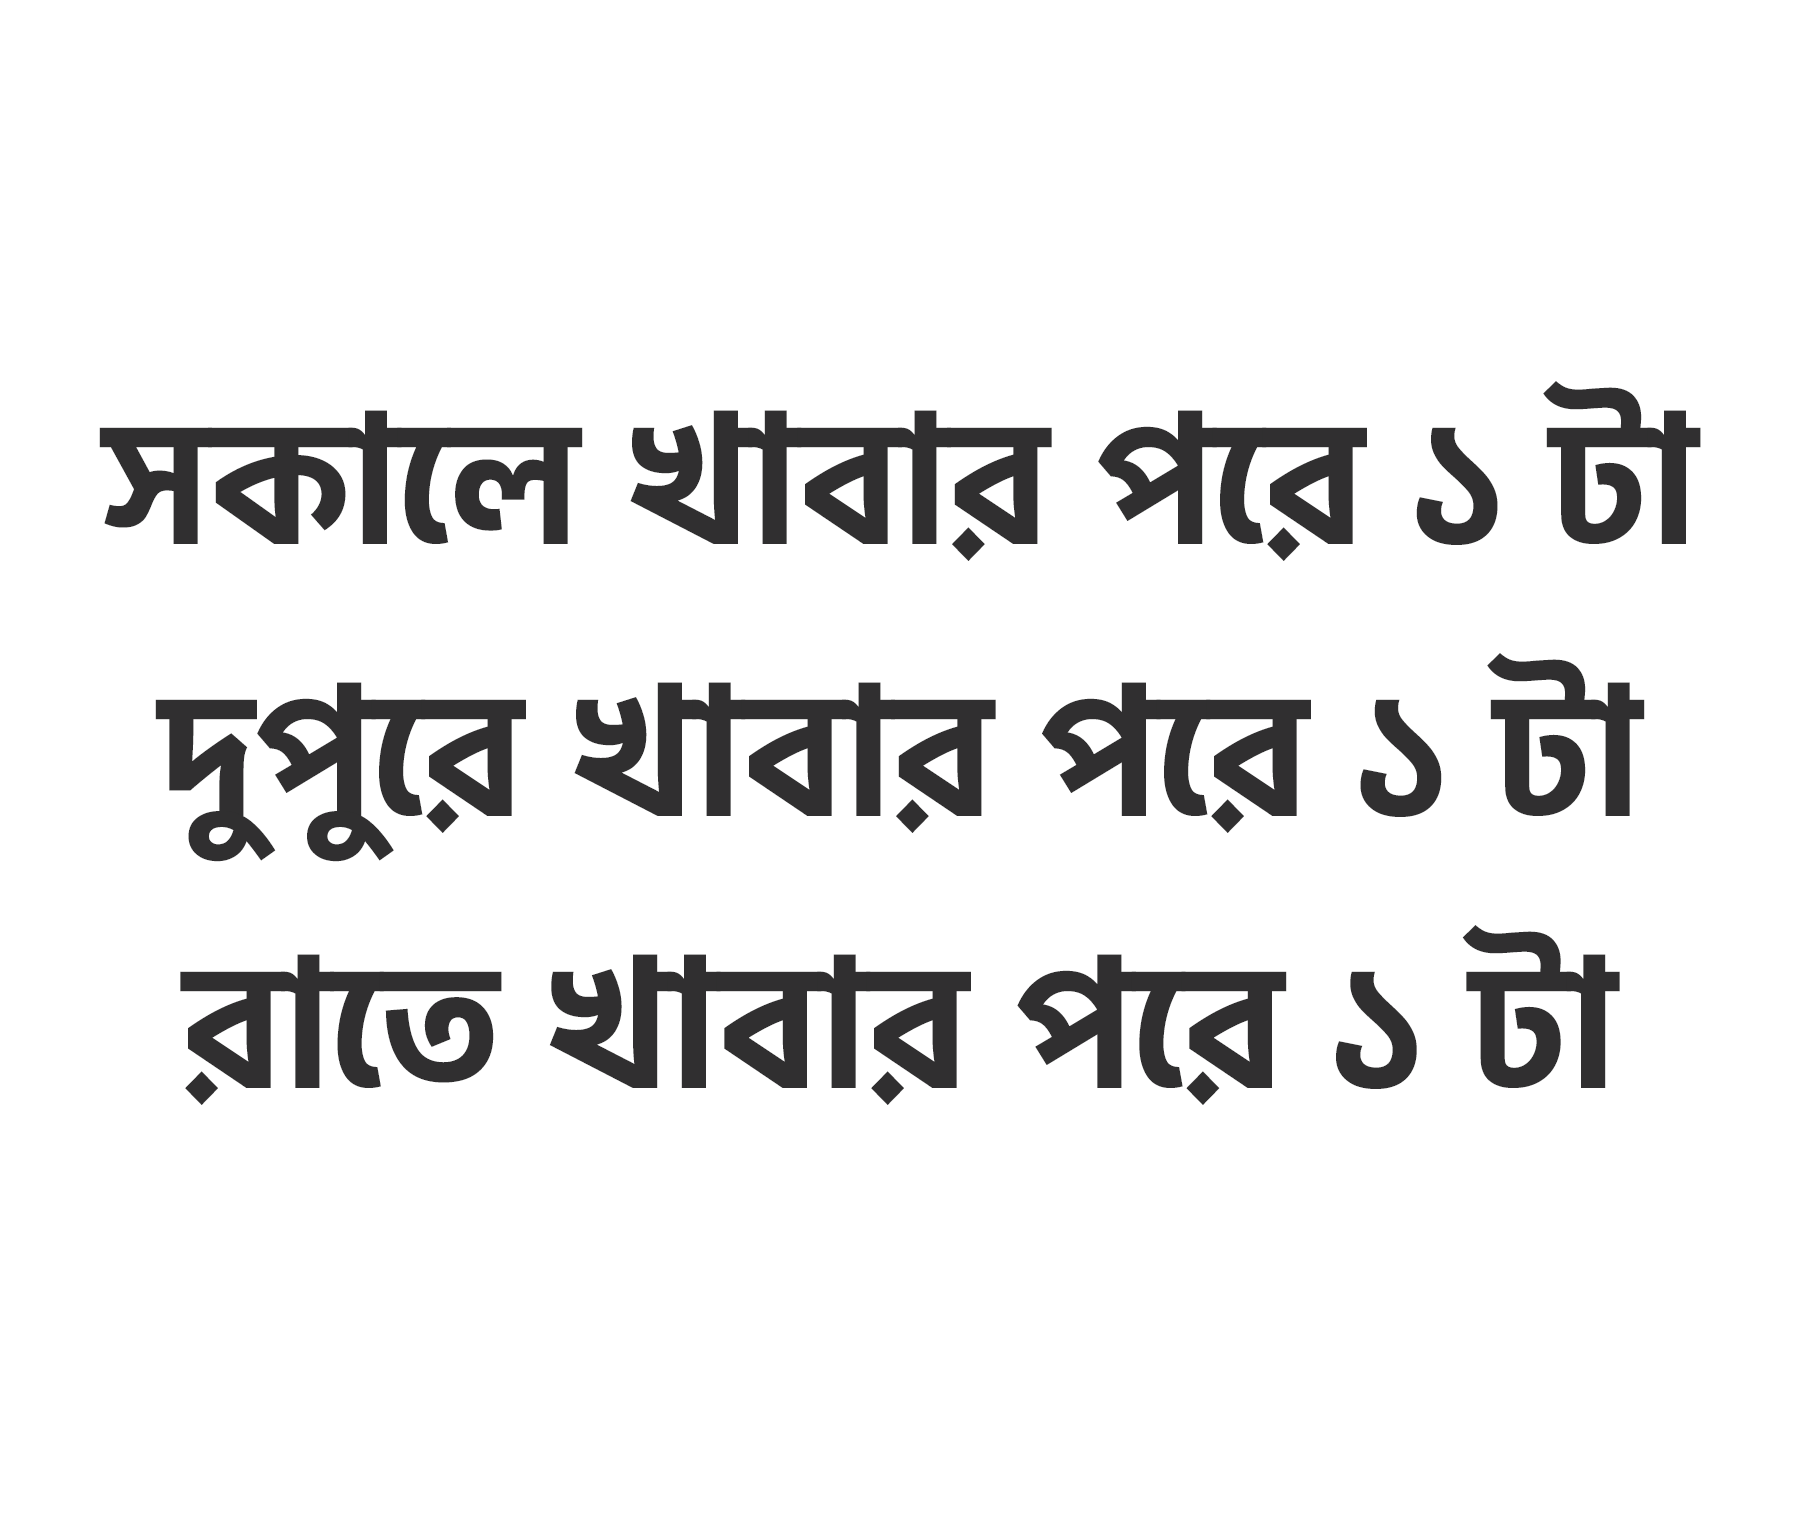 সকালে খাবার পরে ১ টা
দুপুরে খাবার পরে ১ টা
রাতে খাবার পরে ১ টা